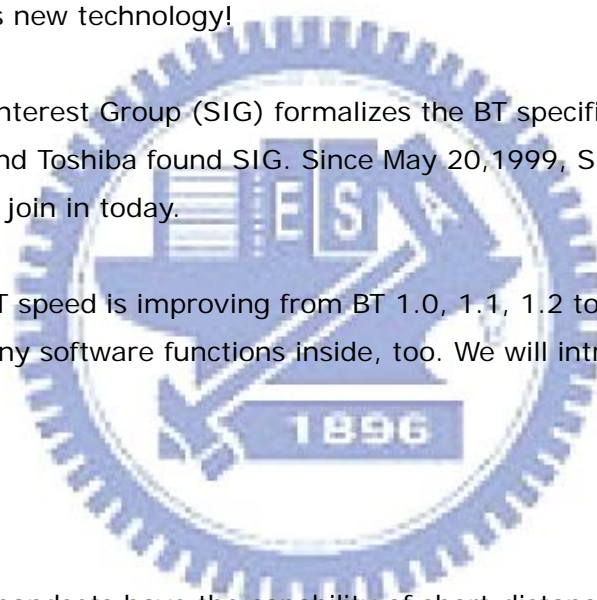 s new technology!
nterest Group (SIG) formalizes the BT specifi
nd Toshiba found SIG. Since May 20,1999, S
join in today.
T speed is improving from BT 1.0, 1.1, 1.2 to
ny software functions inside, too. We will intr
ESA
1896